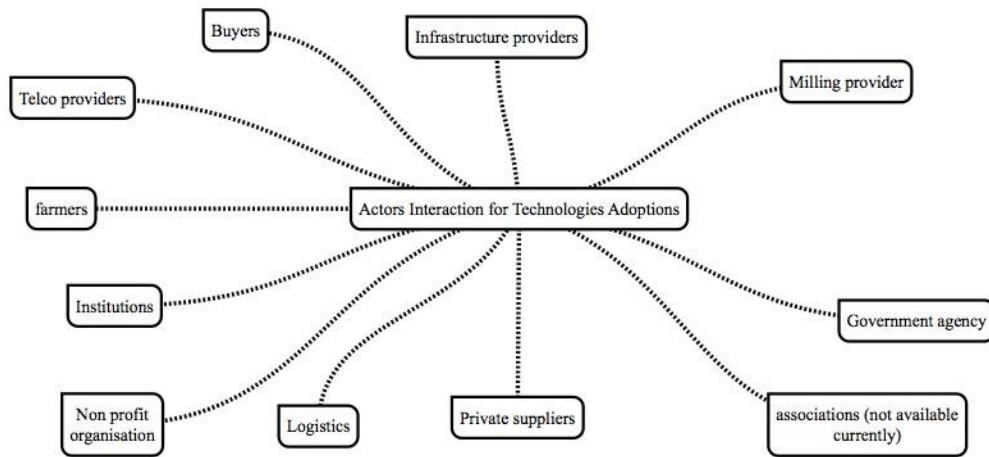 Buyers
Infrastructure providers
Milling provider
Telco providers
farmers
Actors Interaction for Technologies Adoptions
Institutions
Government agency
Non profit
organisation
Logistics
Private suppliers
associations (not available
currently)